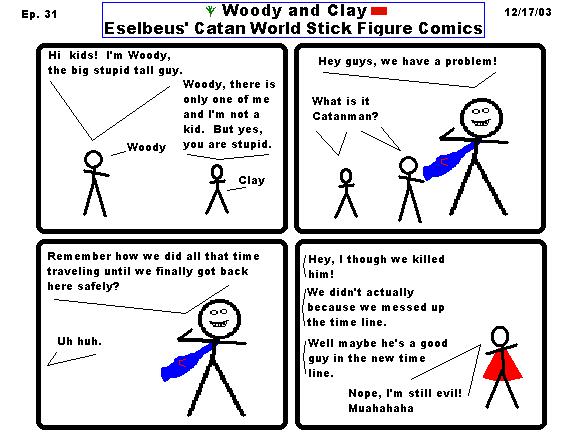 Ep. 31
Woody and Clay
12/17/03
Eselbeus' Catan World Stick Figure Comics
Hi kids! I'm Woody,
the big stupid tall guy.
Woody, there is
only one of me
and I'm not a
kid. But yes,
you are stupid.
Woody
Clay
Hey guys, we have a problem!
What is it
Catanman?
Remember how we did all that time
traveling until we finally got back
here safely?
Uh huh.
Hey, I though we killed
him!
We didn't actually
because we messed up
the time line.
Well maybe he's a good
guy in the new time
line.
Nope, I'm still evil!
Muahahaha